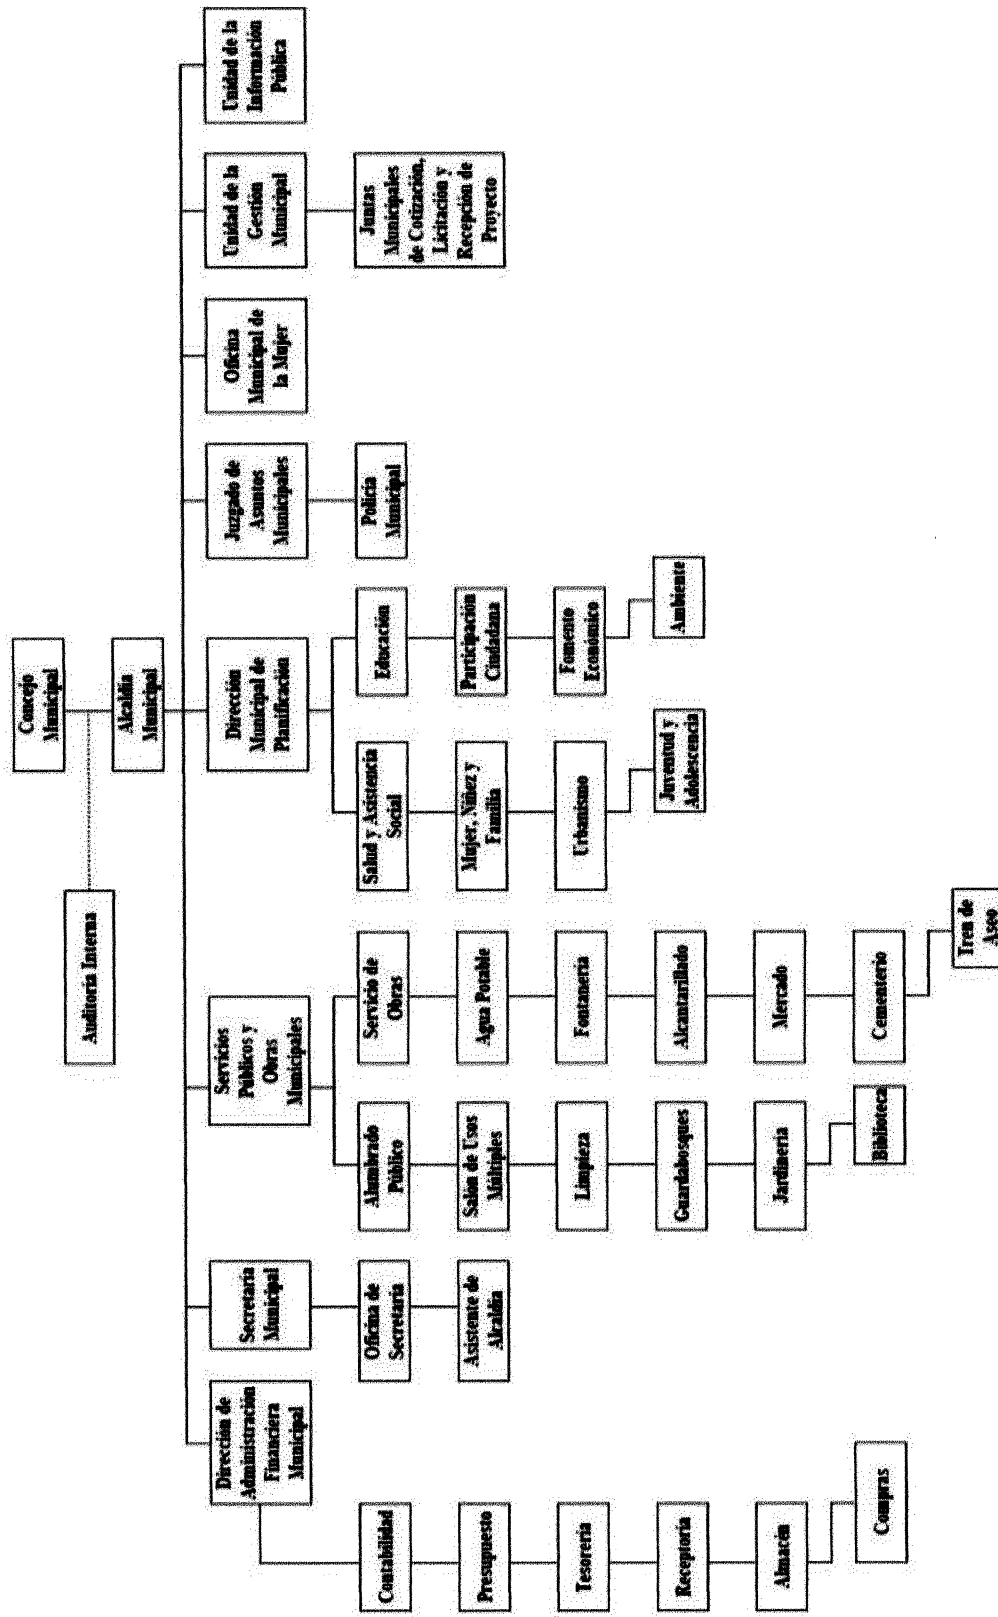 Concejo
Municipal
Auditoría Interna
Alcaldía
Municipal
Dirección de
Administración
Financiera
Municipal
Secretaría
Municipal
Servicios
Públicos y
Obras
Municipales
Dirección
Municipal de
Planificación
Juzgado de
Asuntos
Municipales
Oficina
Municipal de
la Mujer
Unidad de la
Gestión
Municipal
Unidad de la
Información
Pública
Contabilidad
Presupuesto
Tesorería
Receptoría
Almacén
Compras
Oficina de
Secretaría
Asistente de
Alcaldía
Alumbrado
Público
Salón de Usos
Múltiples
Limpieza
Guardabosques
Jardinería
Biblioteca
Servicio de
Obras
Agua Potable
Fontanería
Alcantarillado
Mercado
Cementerio
Tren de
Aseo
Salud y Asistencia
Social
Mujer, Niñez y
Familia
Urbanismo
Juventud y
Adolescencia
Educación
Participación
Ciudadana
Fomento
Económico
Ambiente
Policía
Municipal
Juntas
Municipales
de Cotización,
Licitación y
Recepción de
Proyecto